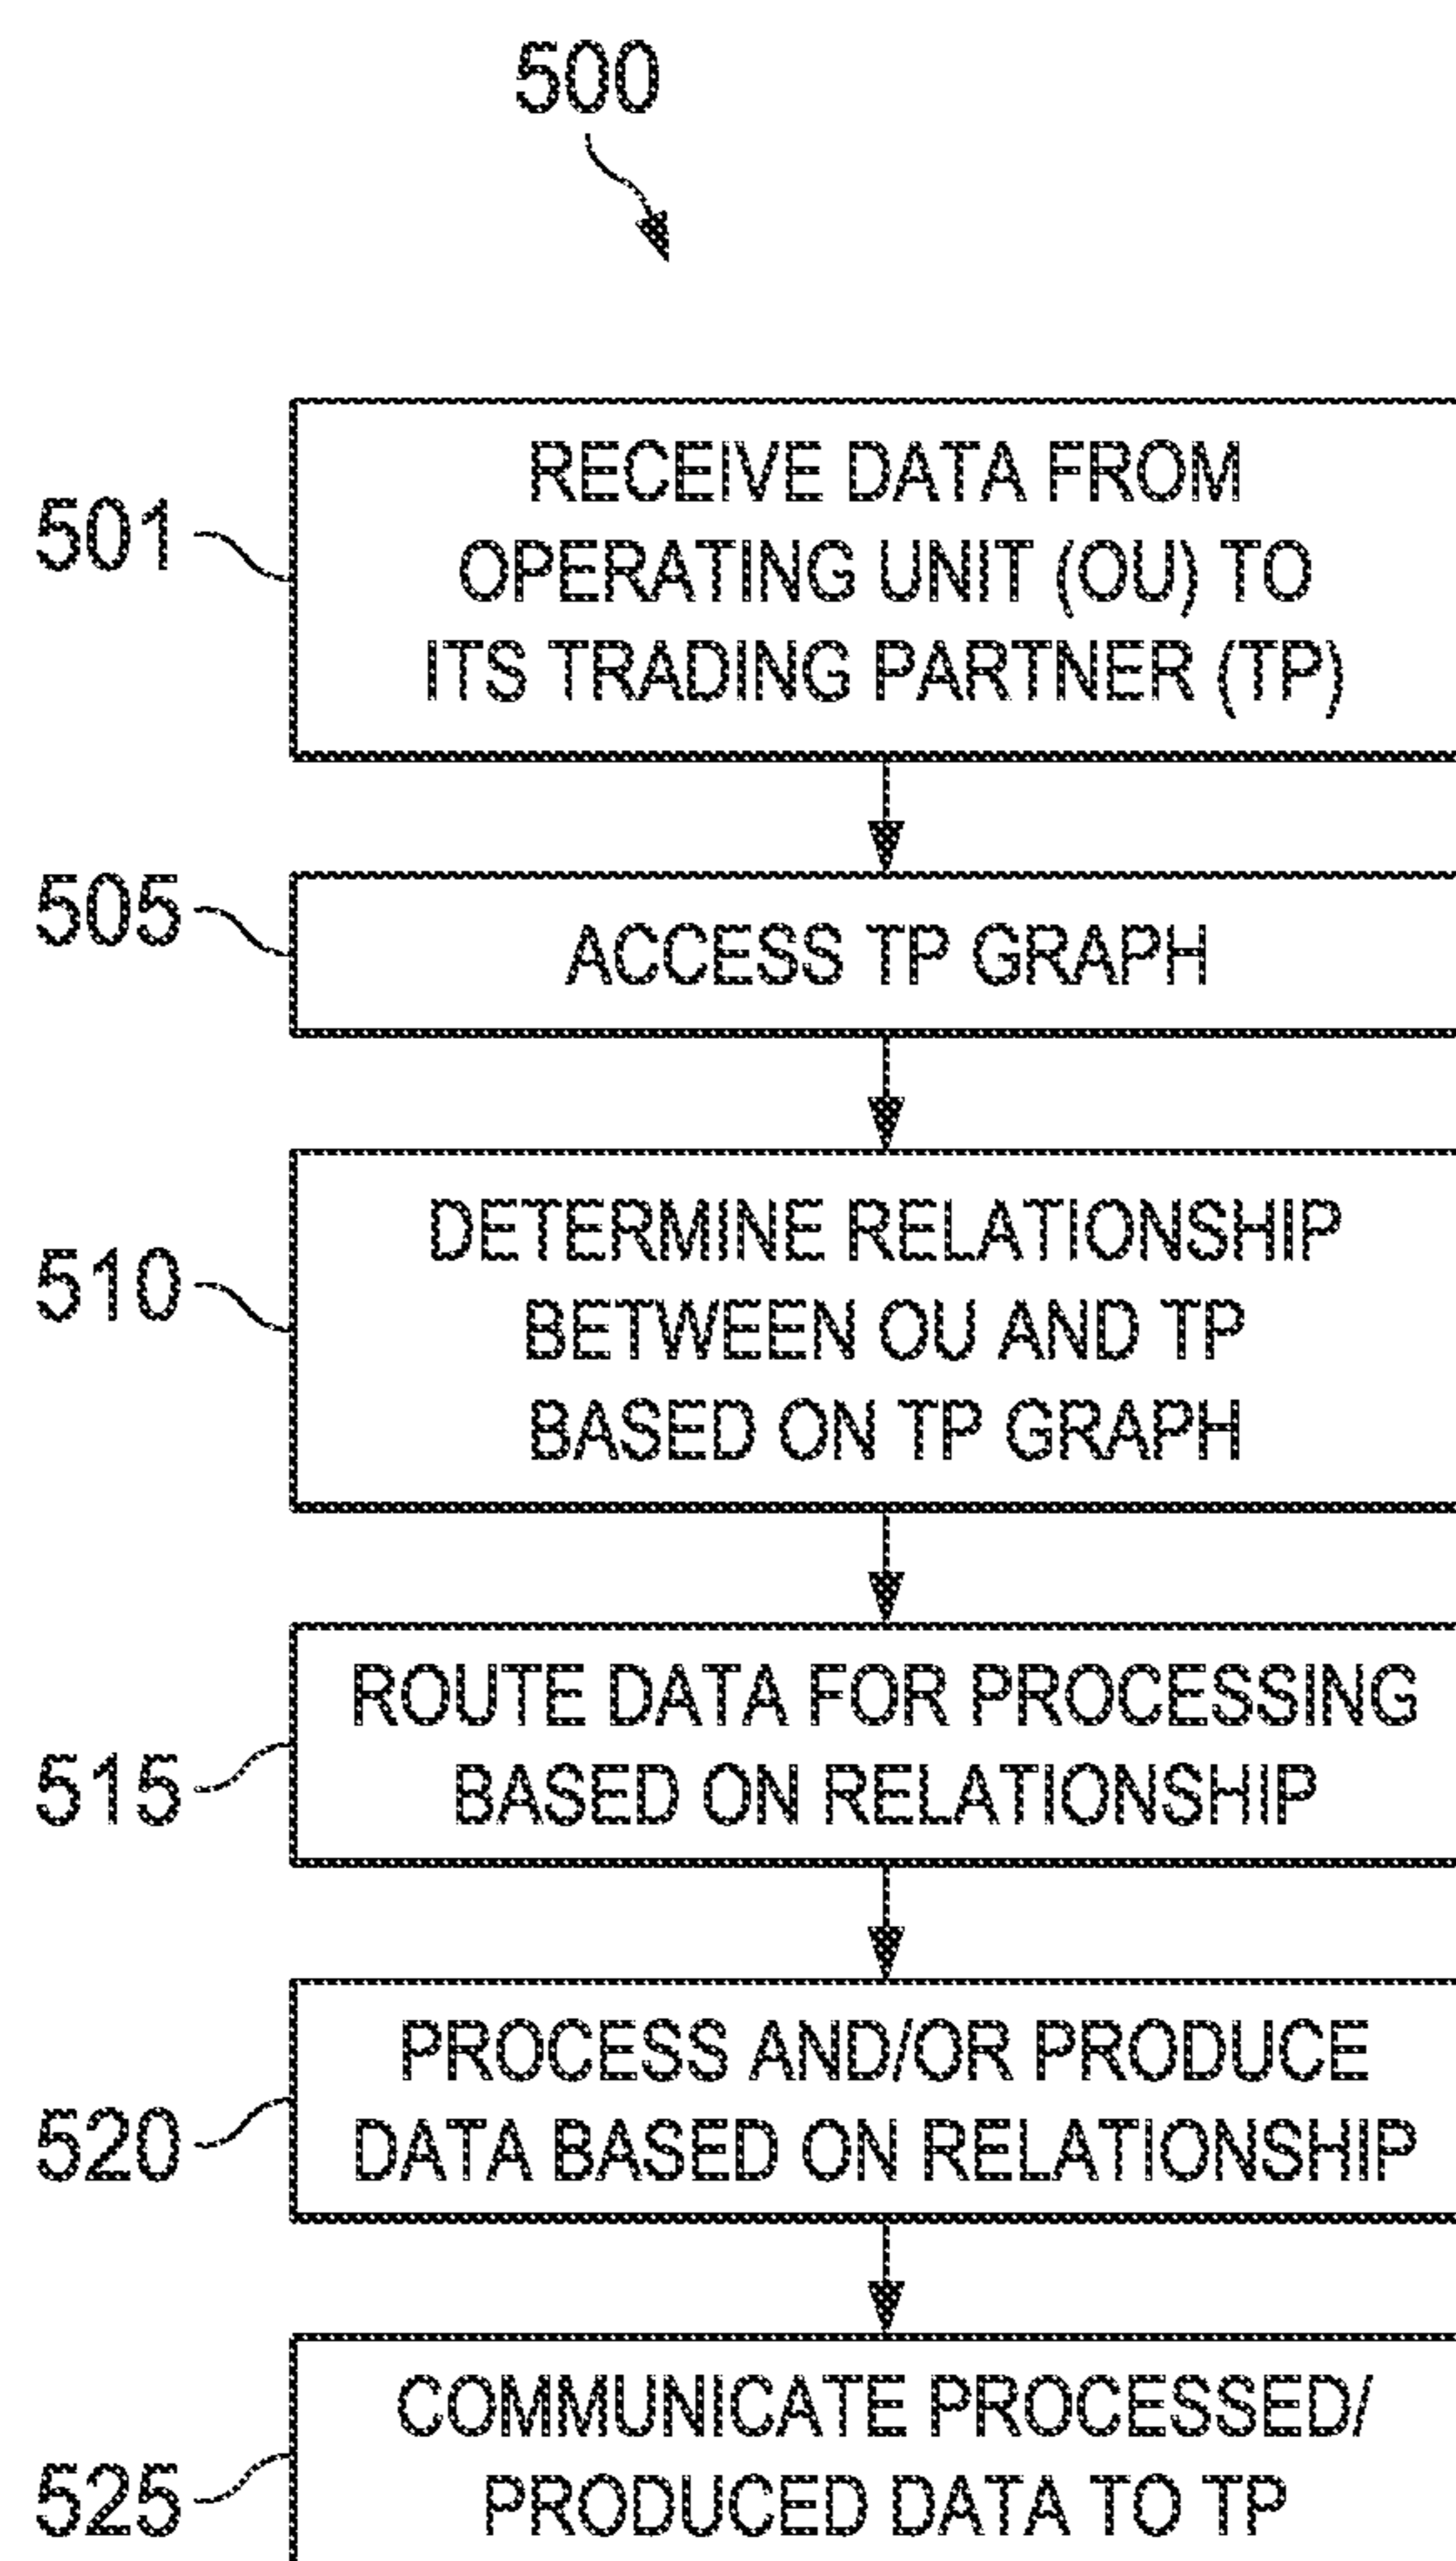 500
501
RECEIVE DATA FROM
OPERATING UNIT (OU) TO
ITS TRADING PARTNER (TP)
505
ACCESS TP GRAPH
510
DETERMINE RELATIONSHIP
BETWEEN OU AND TP
BASED ON TP GRAPH
515
ROUTE DATA FOR PROCESSING
BASED ON RELATIONSHIP
520
PROCESS AND/OR PRODUCE
DATA BASED ON RELATIONSHIP
525
COMMUNICATE PROCESSED/
PRODUCED DATA TO TP